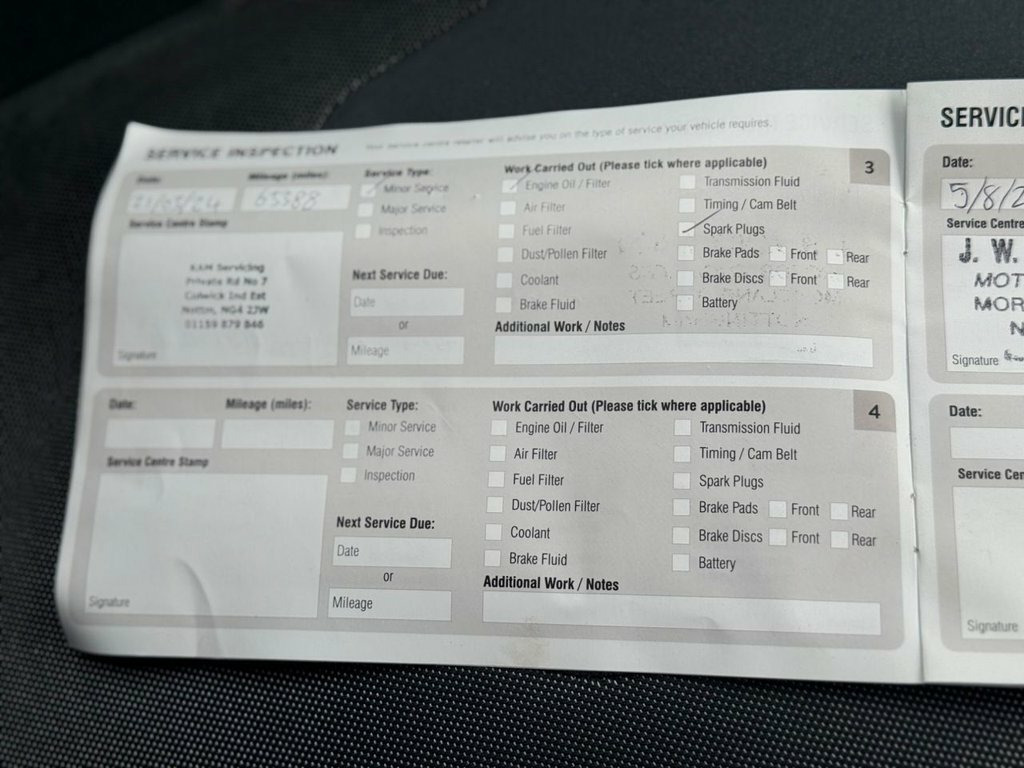 SERVICE INSPECTION
Your service centre retailer will advise you on the type of service your vehicle requires.
3
Date:
Mileage (miles):
/05/24
65388
Service Centre Stamp
Servicing
Private Rd No 7
Colwick Ind Est
NG4 2JW
01159 879 846
Signature
Service Type:
Minor Service
Major Service
Inspection
Next Service Due:
Date
or
Mileage
Work Carried Out (Please tick where applicable)
Engine Oil / Filter
Air Filter
Fuel Filter
Dust/Pollen Filter
Coolant
Brake Fluid
Transmission Fluid
Timing / Cam Belt
Spark Plugs
Brake Pads Front Rear
Brake Discs Front Rear
Battery
Additional Work / Notes
4
Date:
Mileage (miles):
Service Centre Stamp
Signature
Service Type:
Minor Service
Major Service
Inspection
Next Service Due:
Date
or
Mileage
Work Carried Out (Please tick where applicable)
Engine Oil / Filter
Air Filter
Fuel Filter
Dust/Pollen Filter
Coolant
Brake Fluid
Transmission Fluid
Timing / Cam Belt
Spark Plugs
Brake Pads Front Rear
Brake Discs Front Rear
Battery
Additional Work / Notes
SERVIC
Date:
5/8/2
Service Centre
J. W.
MOT
MOR
N
Signature
Date:
Service Cen
Signature